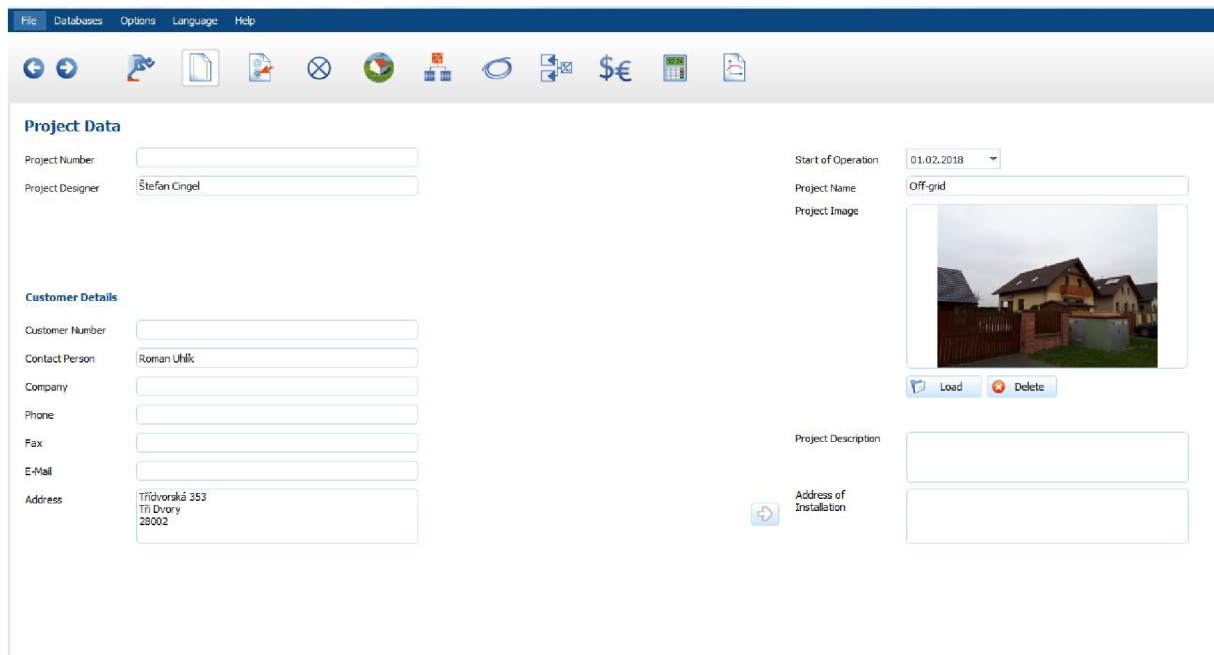 File Databases Options Language Help
$€
Project Data
Project Number
Project Designer Štefan Cingel
Start of Operation 01.02.2018
Project Name Off-grid
Project Image
Load Delete
Customer Details
Customer Number
Contact Person Roman Uhlík
Company
Phone
Fax
E-Mail
Address Třídvorská 353
Tři Dvory
28002
Project Description
Address of
Installation